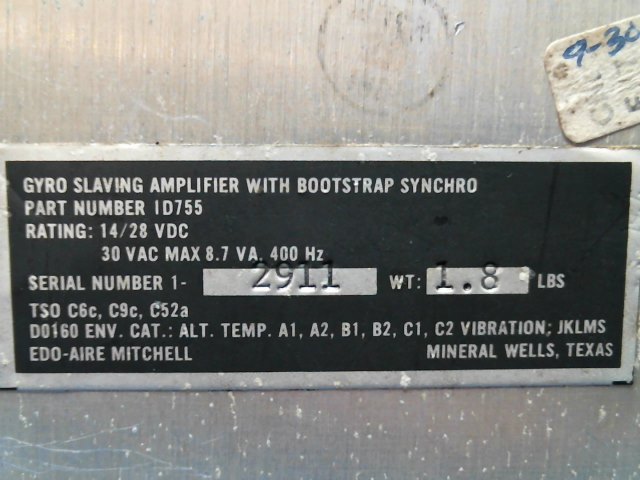 9-30
GYRO SLAVING AMPLIFIER WITH BOOTSTRAP SYNCHRO
PART NUMBER 1D755
RATING: 14/28 VDC
30 VAC MAX 8.7 VA, 400 Hz
SERIAL NUMBER 1- 2911 WT: 1.8 LBS
TSO C6c, C9c, C52a
DO160 ENV. CAT.: ALT. TEMP. A1, A2, B1, B2, C1, C2 VIBRATION; JKLMS
EDO-AIRE MITCHELL MINERAL WELLS, TEXAS